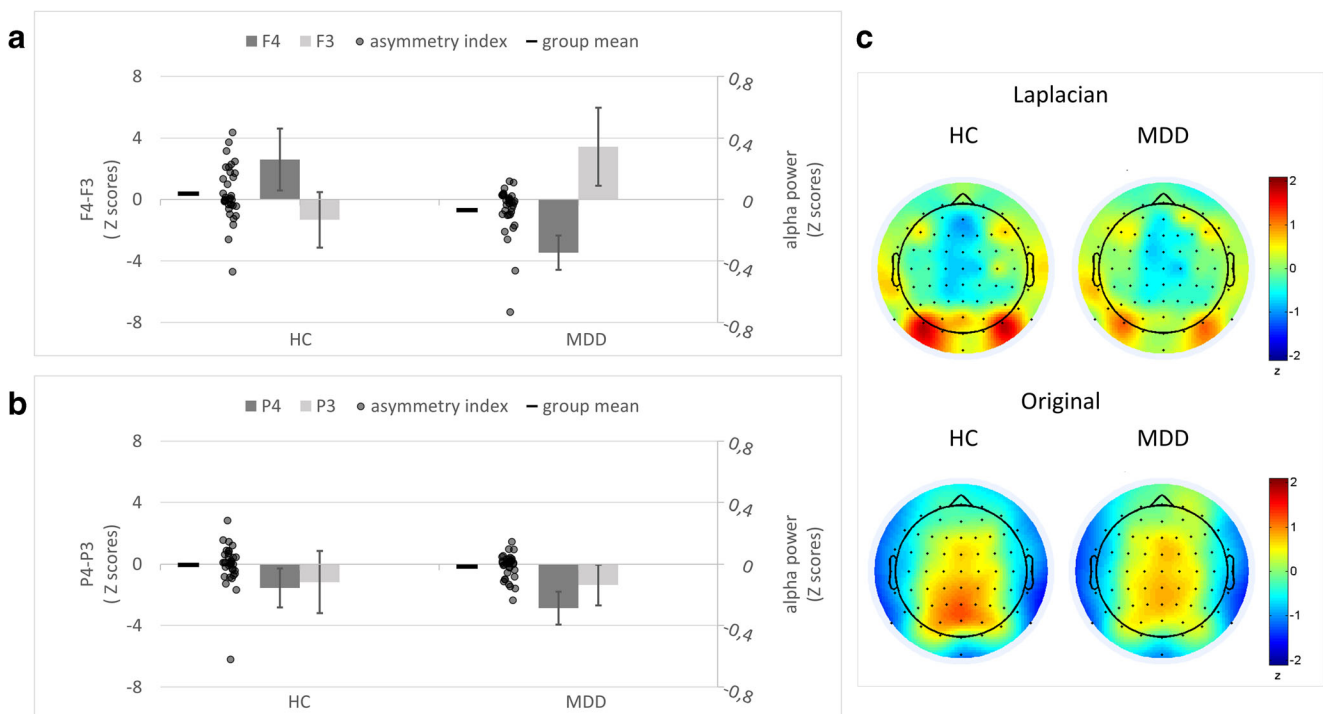 a
F4 F3 asymmetry index group mean
8
4
0
-4
-8
F4-F3
( Z scores)
0,8
0,4
0
-0,4
-0,8
alpha power
(Z scores)
HC MDD
b
P4 P3 asymmetry index group mean
8
4
0
-4
-8
P4-P3
( Z scores)
0,8
0,4
0
-0,4
-0,8
alpha power
(Z scores)
HC MDD
c
Laplacian
HC MDD
2
1
0
-1
-2
z
Original
HC MDD
2
1
0
-1
-2
z